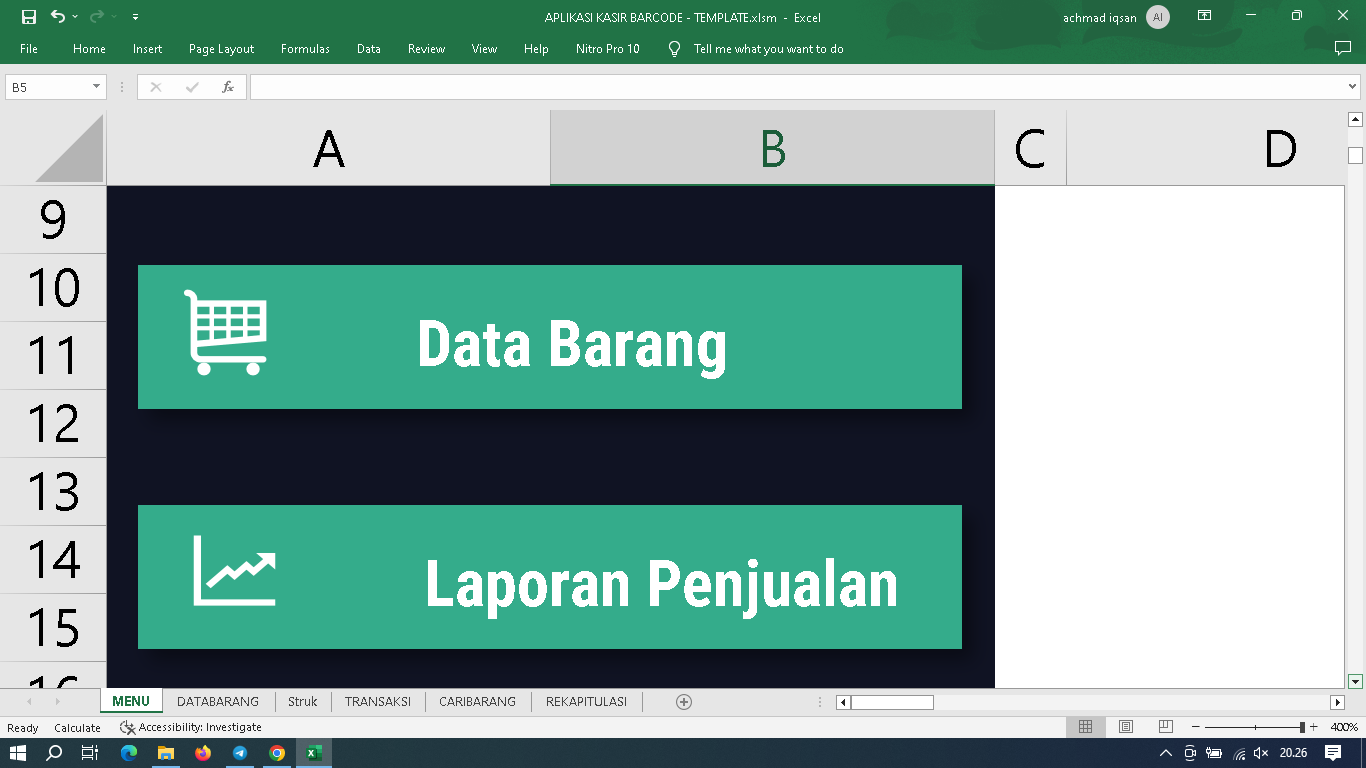 APLIKASI KASIR BARCODE - TEMPLATE.xlsm - Excel
achmad iqsan AI
File Home Insert Page Layout Formulas Data Review View Help Nitro Pro 10 Tell me what you want to do
B5 fx
A B C D
9
10
Data Barang
11
12
13
14
Laporan Penjualan
15
16
MENU DATABARANG Struk TRANSAKSI CARIBARANG REKAPITULASI
Ready Calculate Accessibility: Investigate 400%
20.26